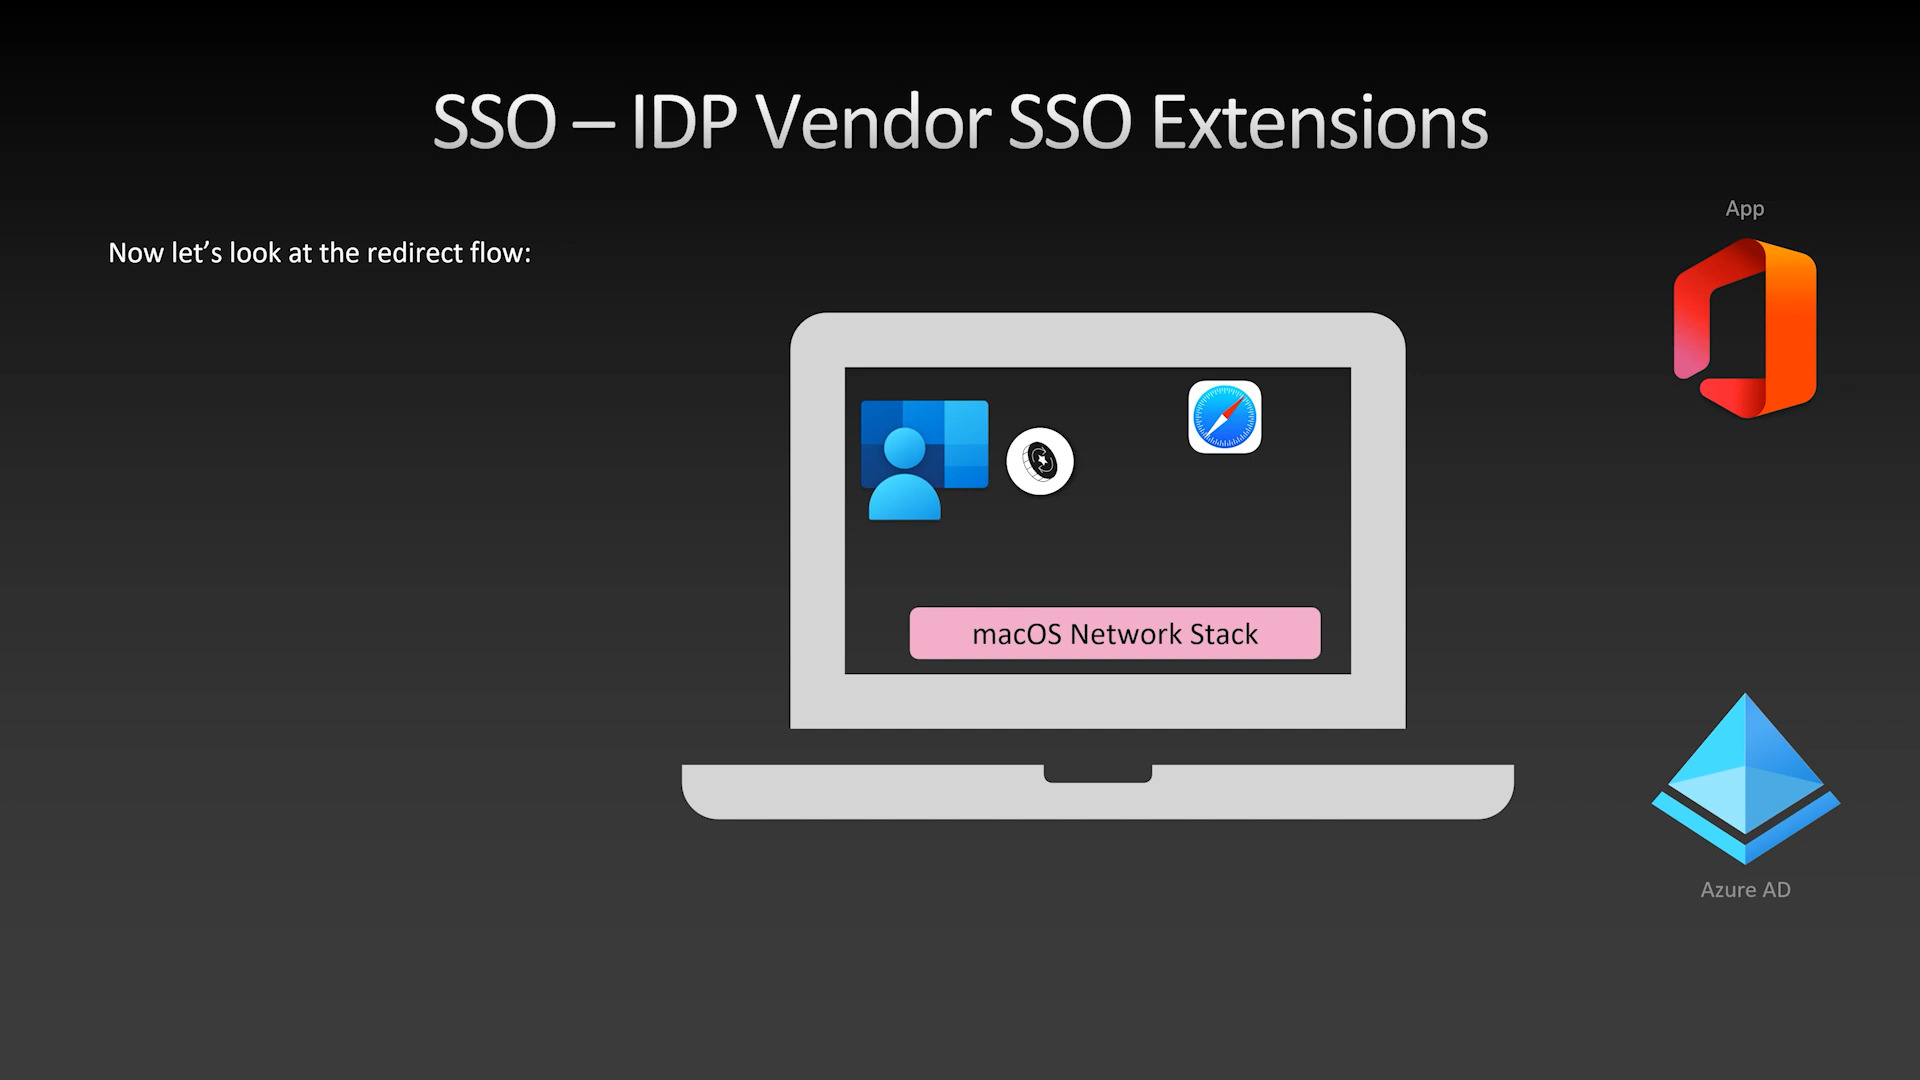 SSO – IDP Vendor SSO Extensions
App
Now let’s look at the redirect flow:
macOS Network Stack
Azure AD